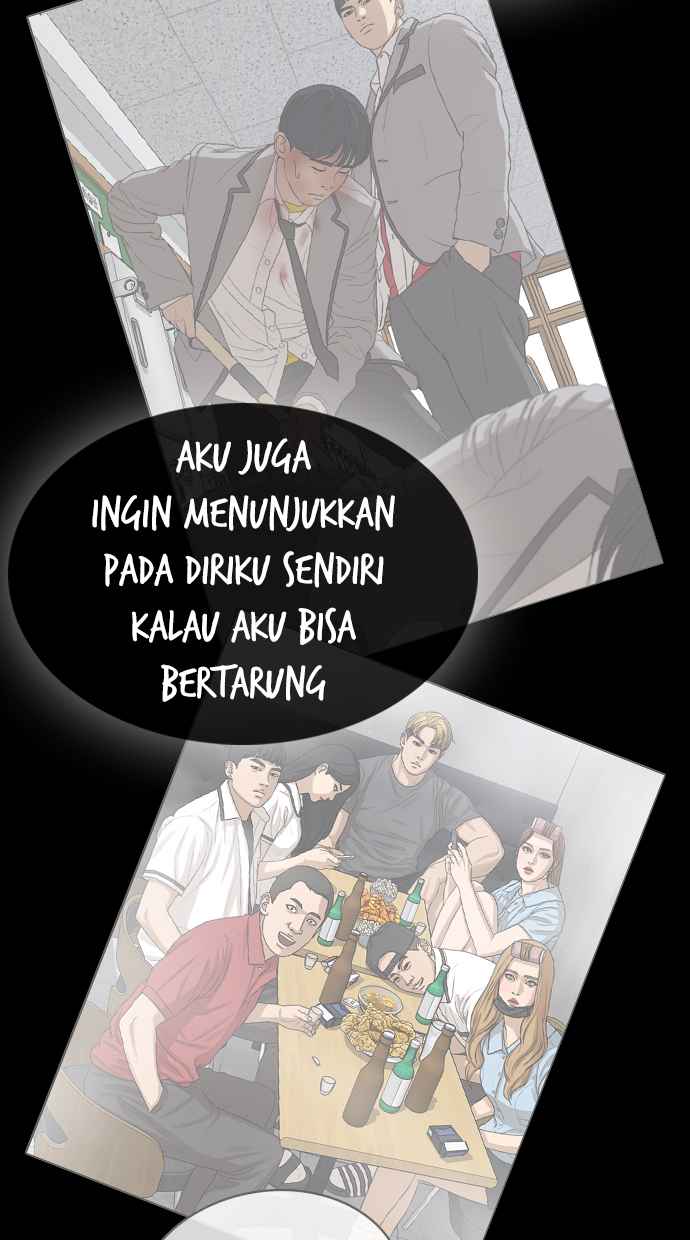 AKU JUGA
INGIN MENUNJUKKAN
PADA DIRIKU SENDIRI
KALAU AKU BISA
BERTARUNG